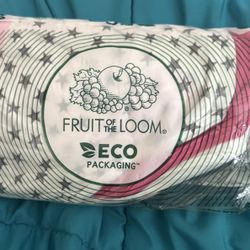 FRUIT OF THE LOOM®
ECO
PACKAGING™